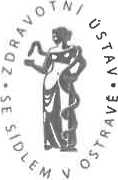 ZDRAVOTNÍ ÚSTAV
SE SÍDLEM V OSTRAVĚ